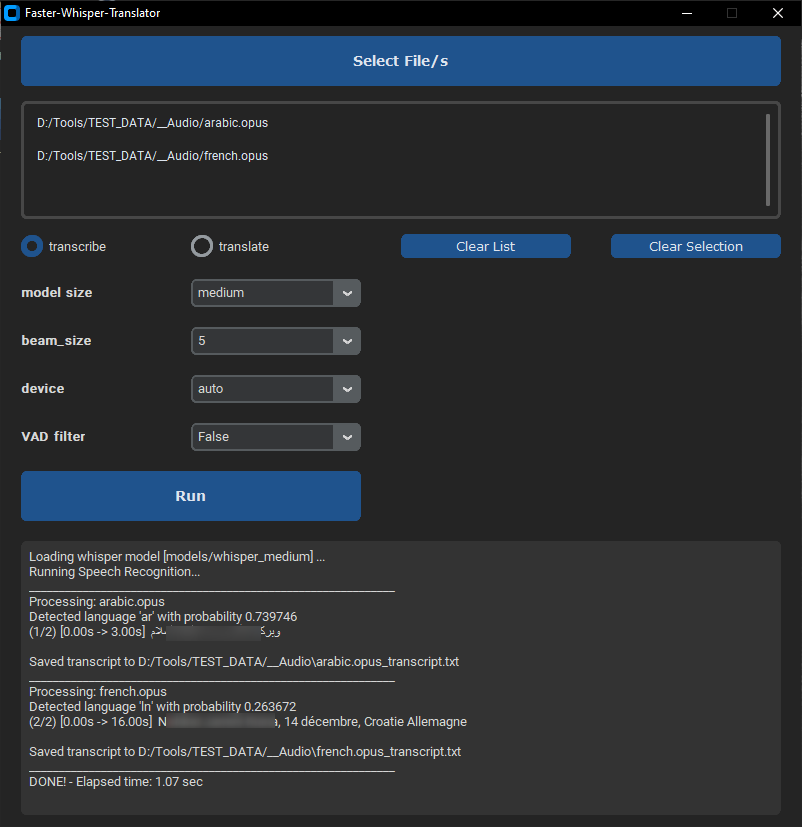 Faster-Whisper-Translator
Select File/s
D:/Tools/TEST_DATA/__Audio/arabic.opus
D:/Tools/TEST_DATA/__Audio/french.opus
transcribe translate Clear List Clear Selection
model size medium
beam_size 5
device auto
VAD filter False
Run
Loading whisper model [models/whisper_medium] ...
Running Speech Recognition...
Processing: arabic.opus
Detected language 'ar' with probability 0.739746
(1/2) [0.00s -> 3.00s]
Saved transcript to D:/Tools/TEST_DATA/__Audio\arabic.opus_transcript.txt
Processing: french.opus
Detected language 'ln' with probability 0.263672
(2/2) [0.00s -> 16.00s] , 14 décembre, Croatie Allemagne
Saved transcript to D:/Tools/TEST_DATA/__Audio\french.opus_transcript.txt
DONE! - Elapsed time: 1.07 sec